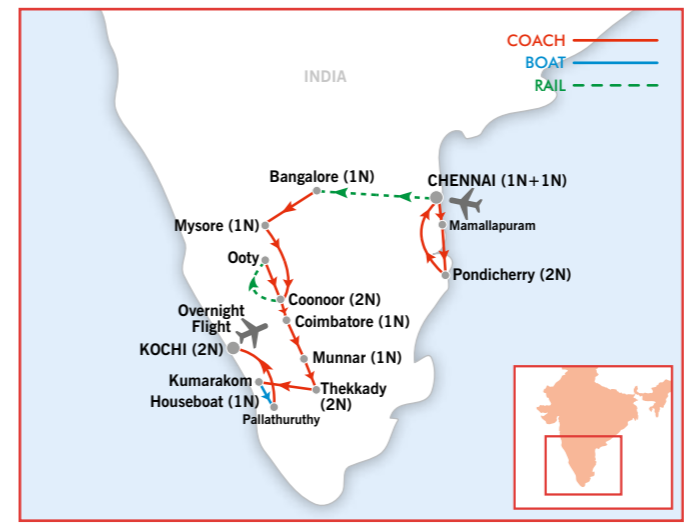 COACH
BOAT
RAIL
INDIA
Bangalore (1N)
CHENNAI (1N+1N)
Mysore (1N)
Mamallapuram
Ooty
Pondicherry (2N)
Coonoor (2N)
Overnight
Flight
Coimbatore (1N)
KOCHI (2N)
Munnar (1N)
Kumarakom
Houseboat (1N)
Thekkady
(2N)
Pallathuruthy